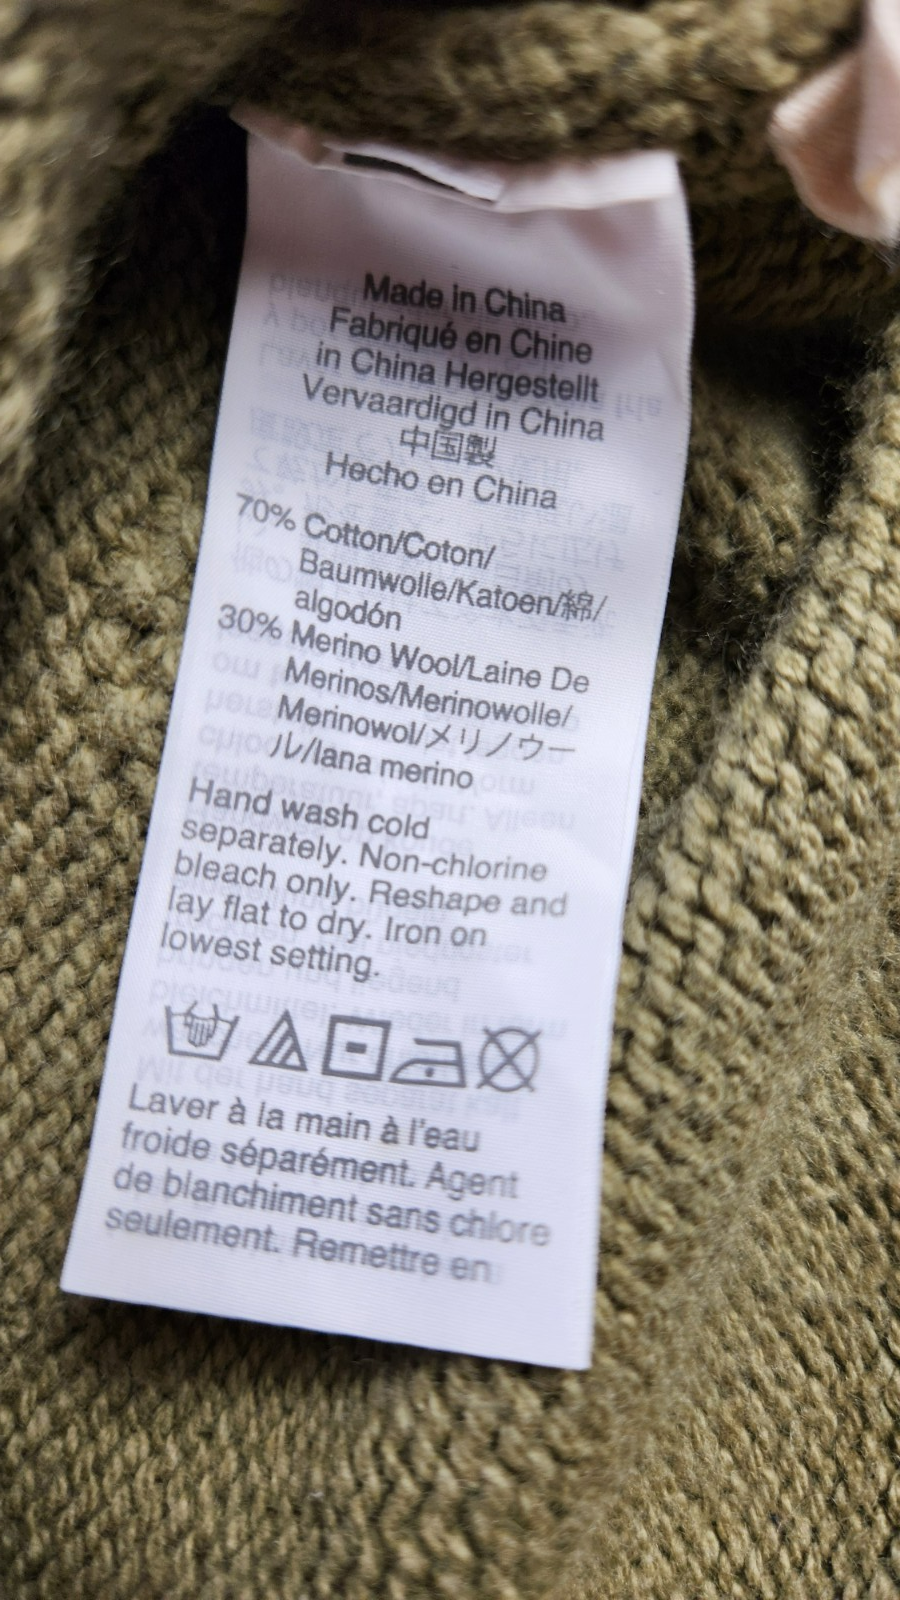 Made in China
Fabriqué en Chine
in China Hergestellt
Vervaardigd in China
中国製
Hecho en China
70% Cotton/Coton/
Baumwolle/Katoen/綿/
algodón
30% Merino Wool/Laine De
Merinos/Merinowolle/
Merinowol/メリノウー
ル/lana merino
Hand wash cold
separately. Non-chlorine
bleach only. Reshape and
lay flat to dry. Iron on
lowest setting.
Laver à la main à l'eau
froide séparément. Agent
de blanchiment sans chlore
seulement. Remettre en